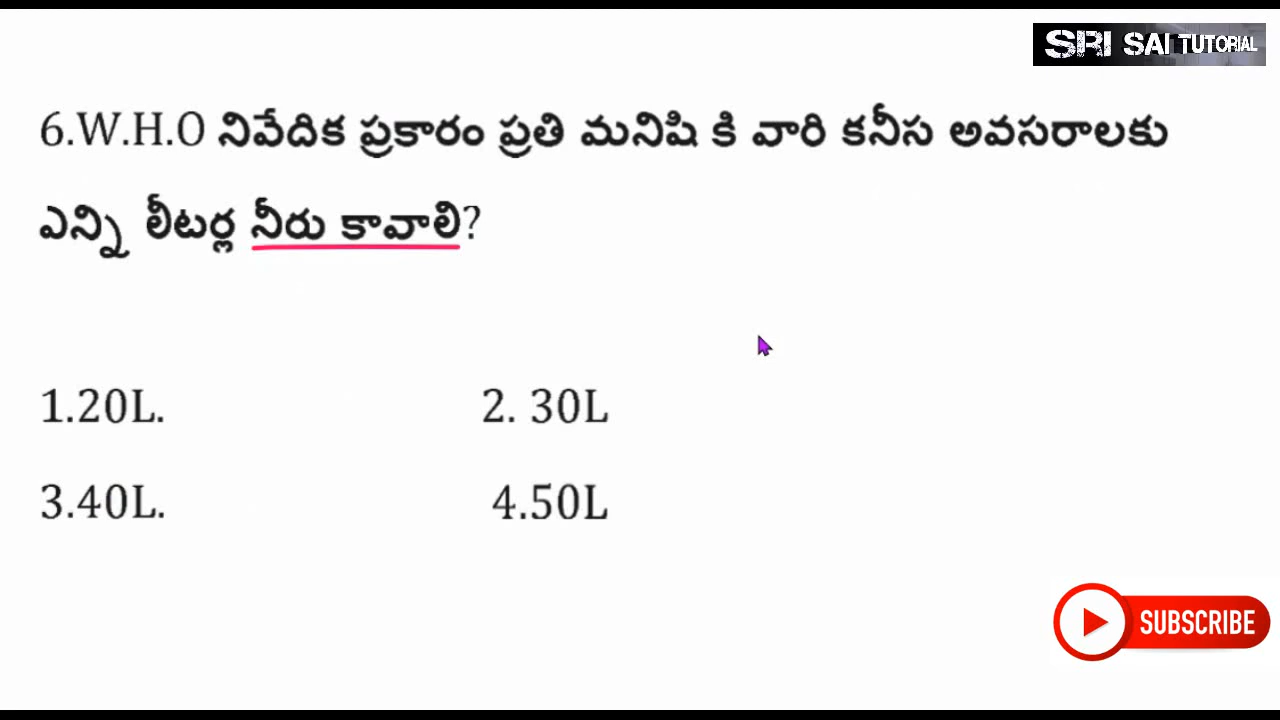 SRI SAI TUTORIAL
6.W.H.O నివేదిక ప్రకారం ప్రతి మనిషి కి వారి కనీస అవసరాలకు
ఎన్ని లీటర్ల నీరు కావాలి?
1.20L. 2. 30L
3.40L. 4.50L
SUBSCRIBE